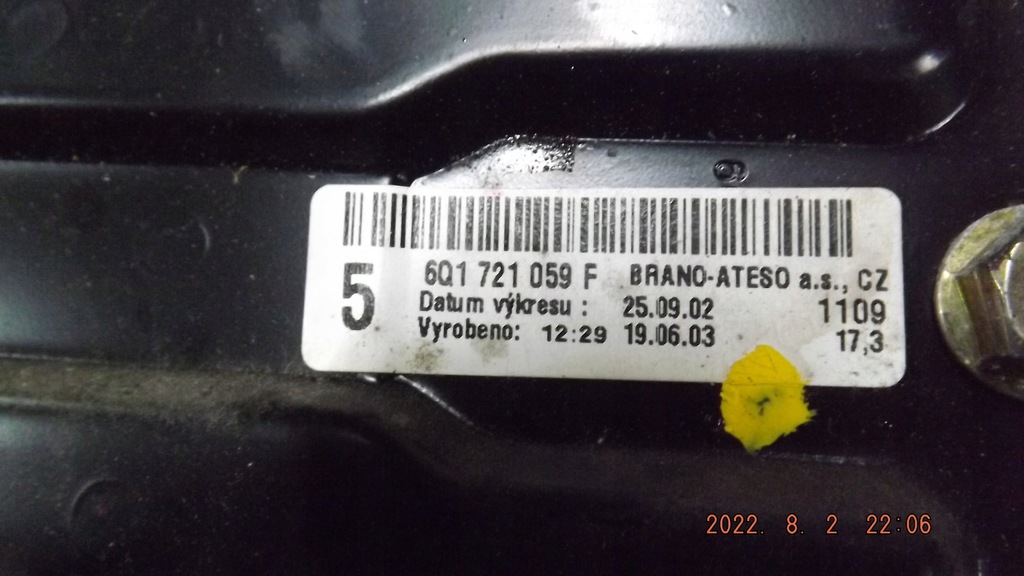 5
6Q1 721 059 F BRANO-ATESO a.s., CZ
Datum výkresu : 25.09.02 1109
Vyrobeno: 12:29 19.06.03 17,3
2022. 8. 2 22:06